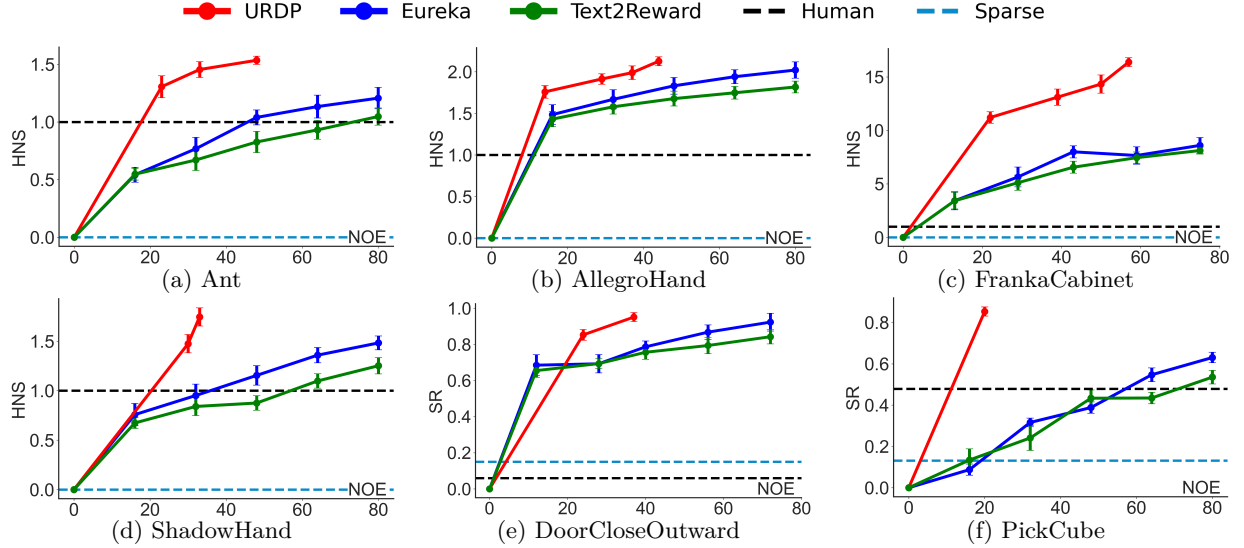 URDP Eureka Text2Reward Human Sparse
HNS
1.5
1.0
0.5
0.0
NOE
0 20 40 60 80
(a) Ant
HNS
2.0
1.5
1.0
0.5
0.0
NOE
0 20 40 60 80
(b) AllegroHand
HNS
15
10
5
0
NOE
0 20 40 60 80
(c) FrankaCabinet
HNS
1.5
1.0
0.5
0.0
NOE
0 20 40 60 80
(d) ShadowHand
SR
1.0
0.8
0.6
0.4
0.2
0.0
NOE
0 20 40 60 80
(e) DoorCloseOutward
SR
0.8
0.6
0.4
0.2
0.0
NOE
0 20 40 60 80
(f) PickCube